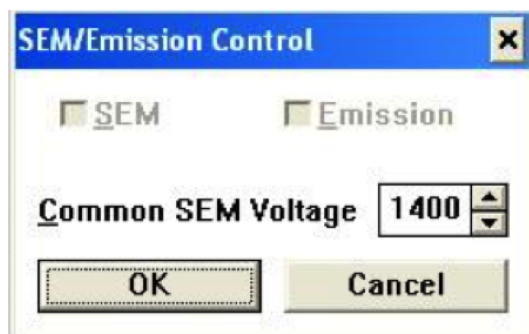 SEM/Emission Control
SEM Emission
Common SEM Voltage 1400
OK Cancel